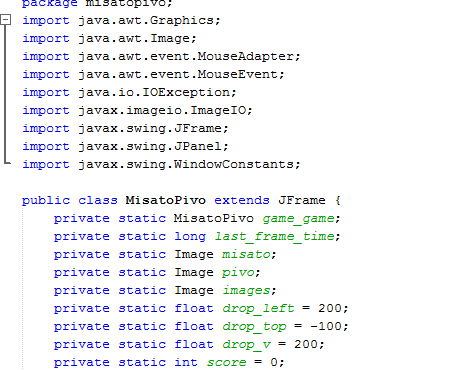 package misatopivo;
import java.awt.Graphics;
import java.awt.Image;
import java.awt.event.MouseAdapter;
import java.awt.event.MouseEvent;
import java.io.IOException;
import javax.imageio.ImageIO;
import javax.swing.JFrame;
import javax.swing.JPanel;
import javax.swing.WindowConstants;

public class MisatoPivo extends JFrame {
    private static MisatoPivo game_game;
    private static long last_frame_time;
    private static Image misato;
    private static Image pivo;
    private static Image images;
    private static float drop_left = 200;
    private static float drop_top = -100;
    private static float drop_v = 200;
    private static int score = 0;